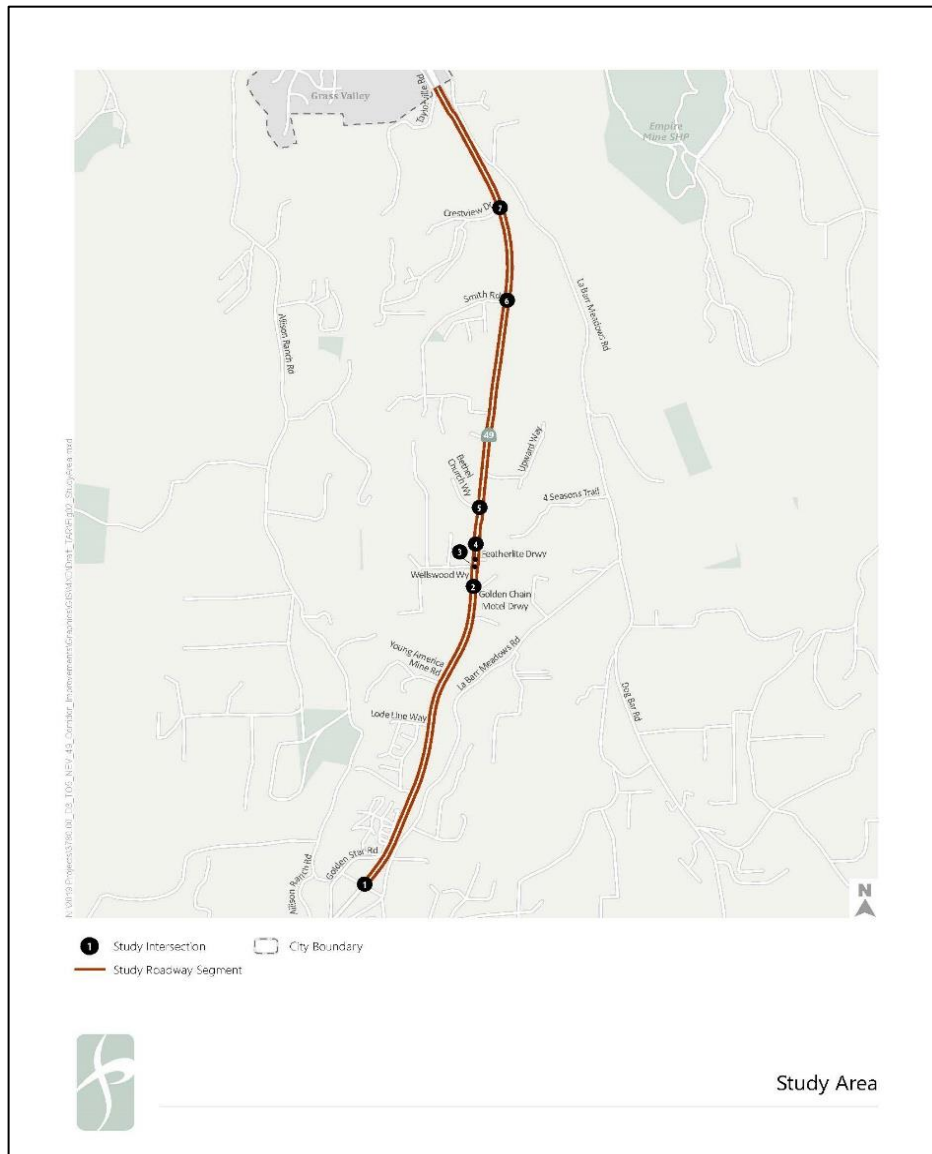 Grass Valley
Taylorville Rd
Empire
Mine SHP
Crestview Dr
7
Smith Rd
6
La Barr Meadows Rd
Allison Ranch Rd
49
Upward Way
Bethel
Church Wy
4 Seasons Trail
5
4
3
Featherlite Drwy
Wellswood Wy
2
Golden Chain
Motel Drwy
Young America
Mine Rd
La Barr Meadows Rd
Lode Line Way
Dog Bar Rd
Golden Star Rd
Allison Ranch Rd
1
N
1 Study Intersection
City Boundary
Study Roadway Segment
Study Area